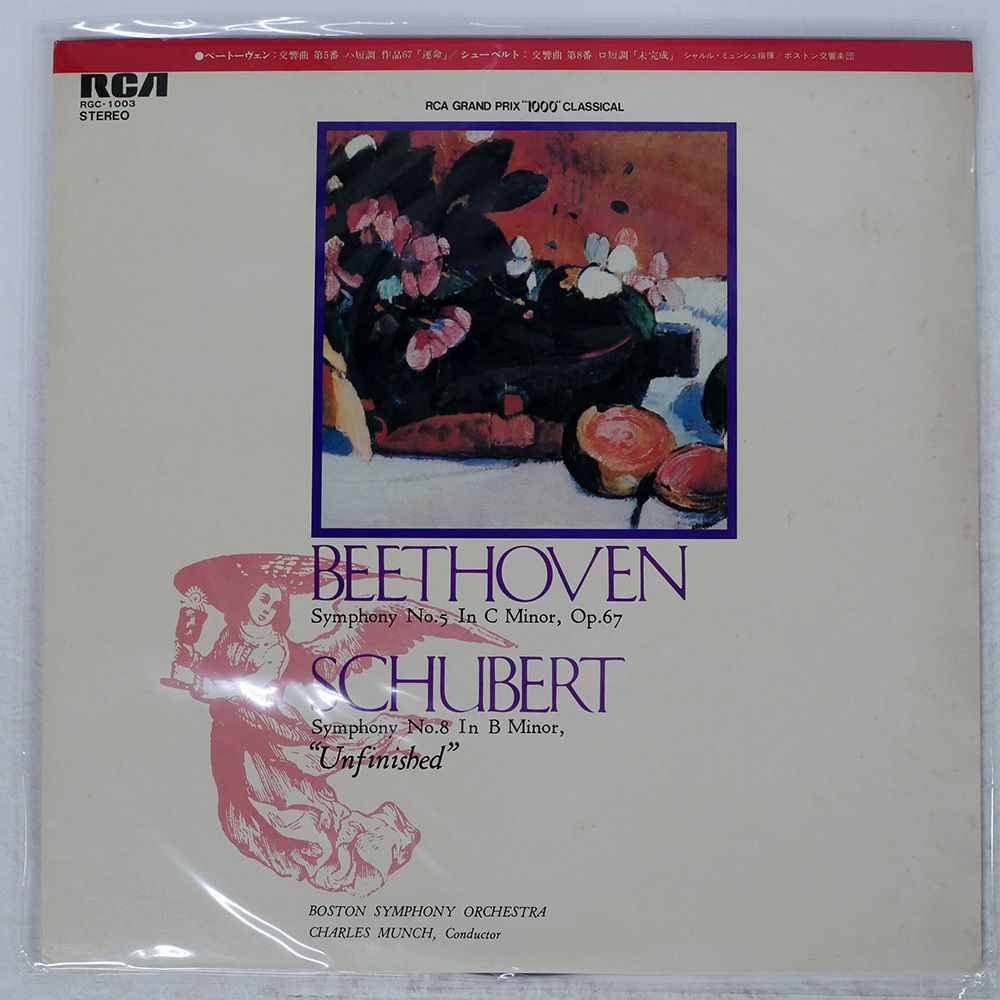 ●ベートーヴェン：交響曲 第5番 ハ短調 作品67「運命」/ シューベルト：交響曲 第8番 ロ短調「未完成」 シャルル・ミュンシュ指揮／ボストン交響楽団
RCA
RGC-1003
STEREO
RCA GRAND PRIX "1000" CLASSICAL
BEETHOVEN
Symphony No.5 In C Minor, Op.67
SCHUBERT
Symphony No.8 In B Minor,
"Unfinished"
BOSTON SYMPHONY ORCHESTRA
CHARLES MUNCH, Conductor